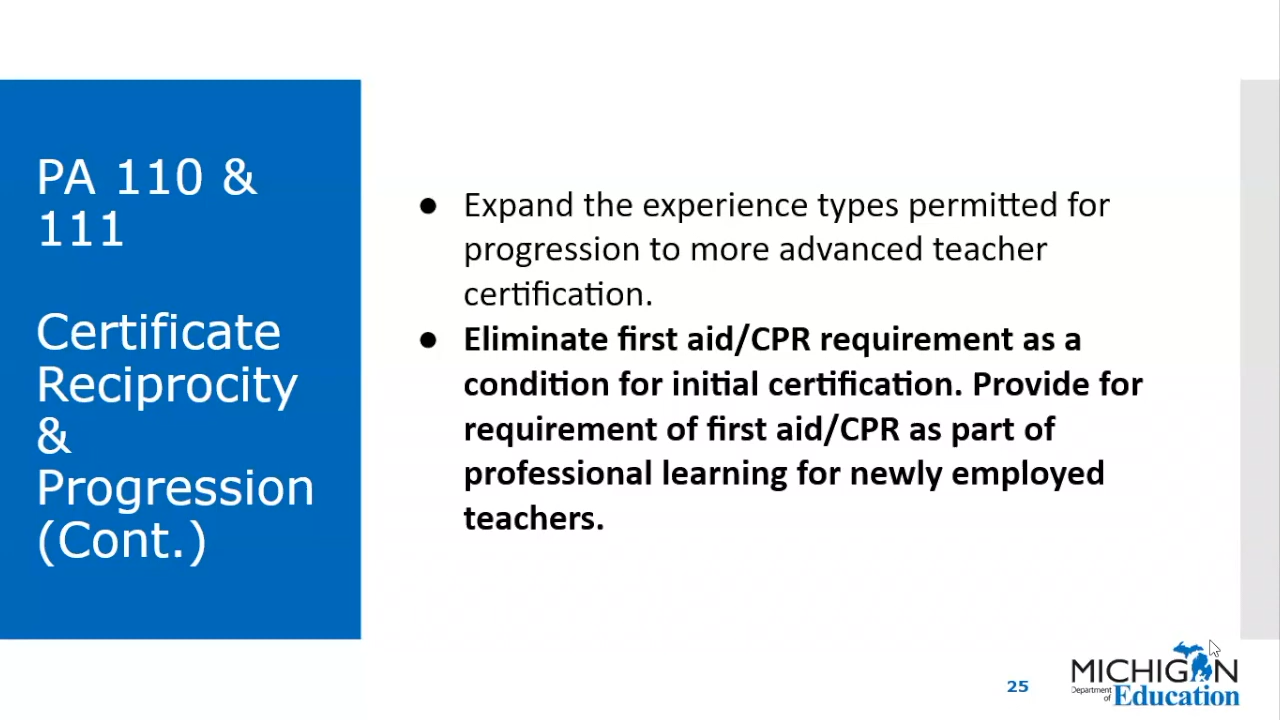 PA 110 &
111
Certificate
Reciprocity
&
Progression
(Cont.)
● Expand the experience types permitted for
progression to more advanced teacher
certification.
● Eliminate first aid/CPR requirement as a
condition for initial certification. Provide for
requirement of first aid/CPR as part of
professional learning for newly employed
teachers.
25
MICHIGAN
Department of Education